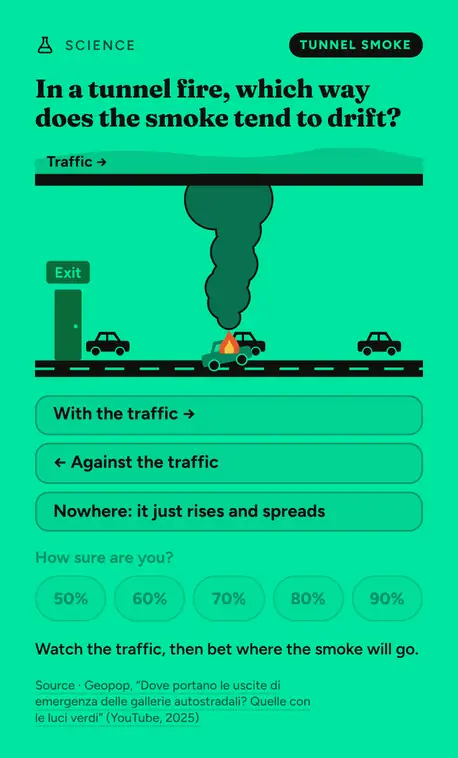 SCIENCE
TUNNEL SMOKE
In a tunnel fire, which way
does the smoke tend to drift?
Traffic →
Exit
With the traffic →
← Against the traffic
Nowhere: it just rises and spreads
How sure are you?
50% 60% 70% 80% 90%
Watch the traffic, then bet where the smoke will go.
Source · Geopop, “Dove portano le uscite di
emergenza delle gallerie autostradali? Quelle con
le luci verdi” (YouTube, 2025)